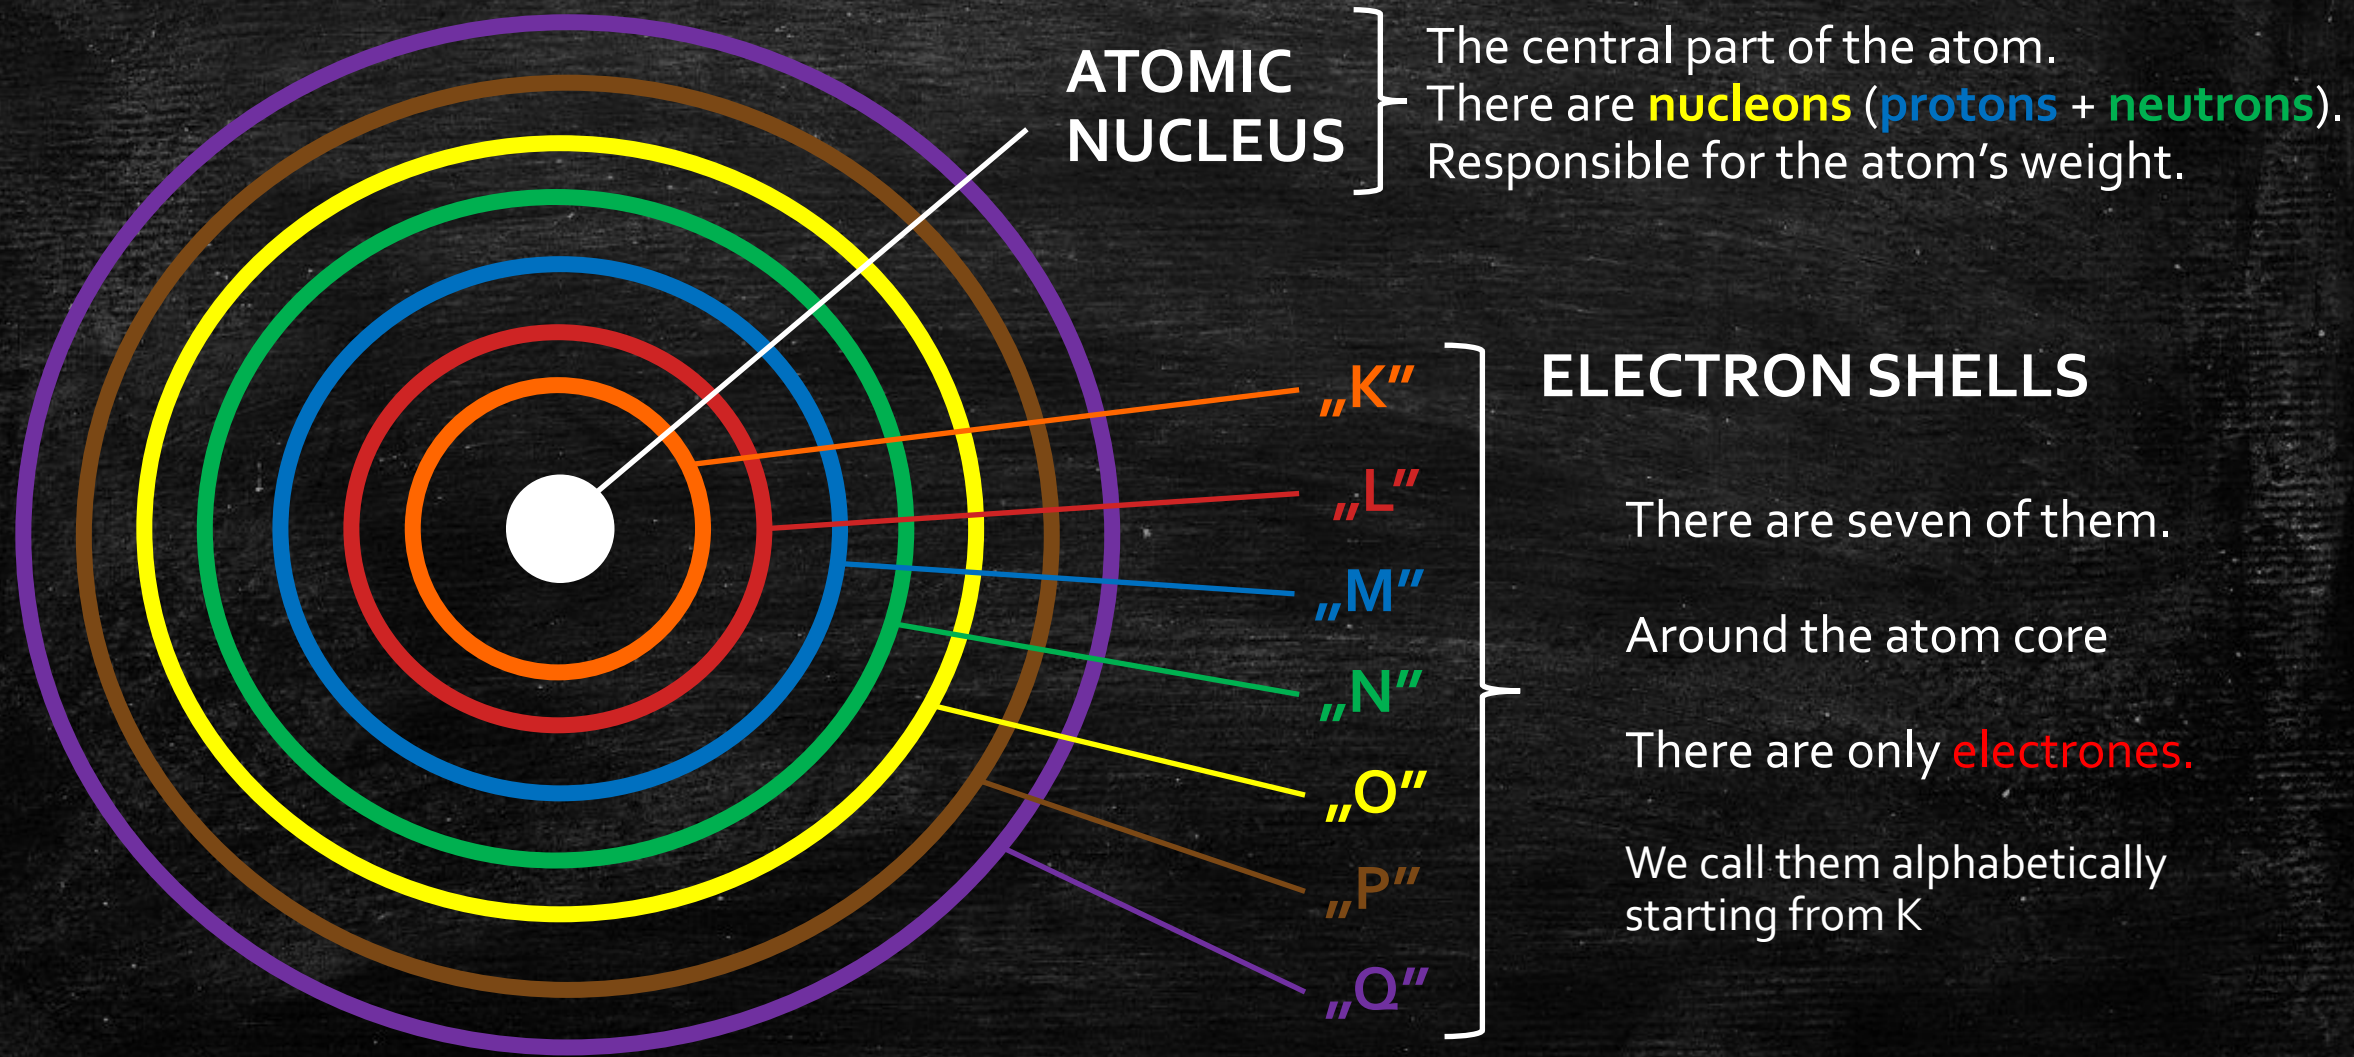 ATOMIC
NUCLEUS
The central part of the atom.
There are nucleons (protons + neutrons).
Responsible for the atom’s weight.
„K”
„L”
„M”
„N”
„O”
„P”
„Q”
ELECTRON SHELLS
There are seven of them.
Around the atom core
There are only electrones.
We call them alphabetically
starting from K